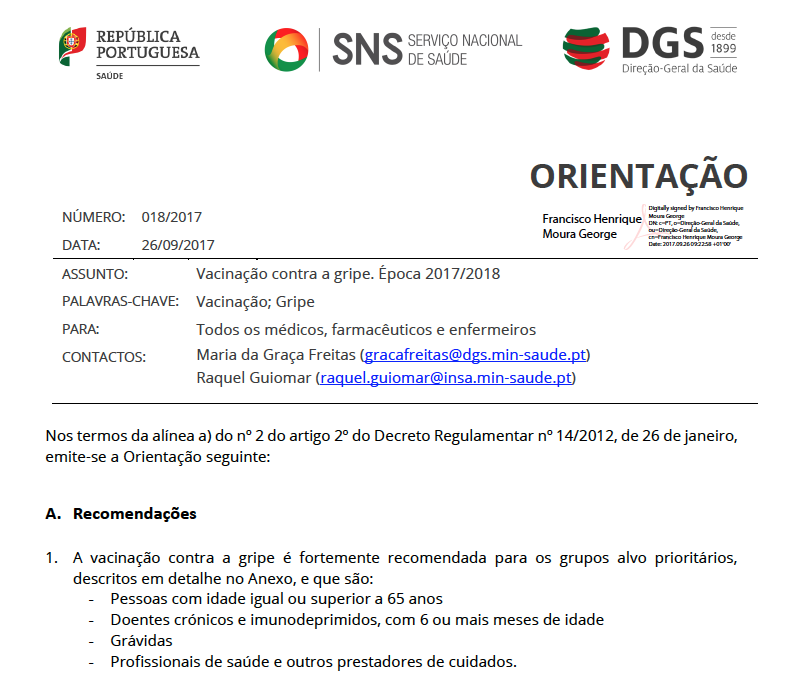 REPÚBLICA
PORTUGUESA
SAÚDE
SNS SERVIÇO NACIONAL
DE SAÚDE
DGS desde
1899
Direção-Geral da Saúde
ORIENTAÇÃO
NÚMERO: 018/2017
DATA: 26/09/2017
Francisco Henrique
Moura George
Digitally signed by Francisco Henrique
Moura George
DN: c=PT, o=Direção-Geral da Saúde,
ou=Direção-Geral da Saúde,
cn=Francisco Henrique Moura George
Date: 2017.09.26 09:22:58 +01'00'
ASSUNTO: Vacinação contra a gripe. Época 2017/2018
PALAVRAS-CHAVE: Vacinação; Gripe
PARA: Todos os médicos, farmacêuticos e enfermeiros
CONTACTOS: Maria da Graça Freitas (gracafreitas@dgs.min-saude.pt)
Raquel Guiomar (raquel.guiomar@insa.min-saude.pt)
Nos termos da alínea a) do nº 2 do artigo 2º do Decreto Regulamentar nº 14/2012, de 26 de janeiro,
emite-se a Orientação seguinte:
A. Recomendações
1. A vacinação contra a gripe é fortemente recomendada para os grupos alvo prioritários,
descritos em detalhe no Anexo, e que são:
- Pessoas com idade igual ou superior a 65 anos
- Doentes crónicos e imunodeprimidos, com 6 ou mais meses de idade
- Grávidas
- Profissionais de saúde e outros prestadores de cuidados.